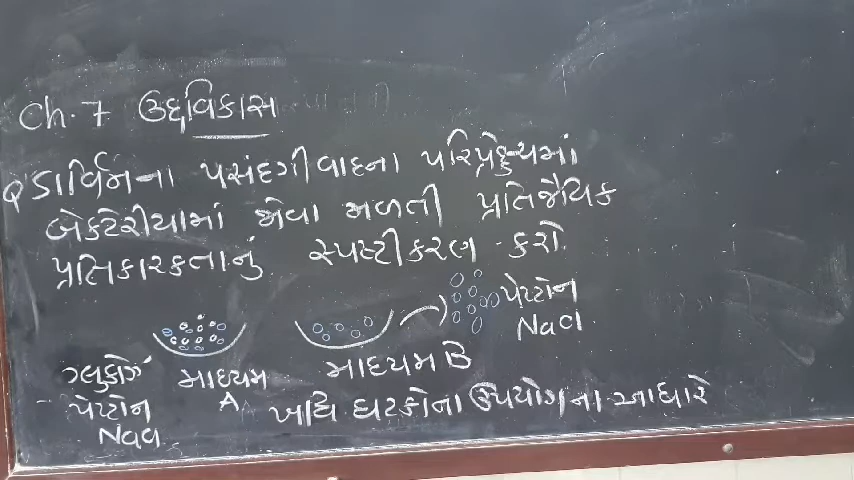 Ch. 7 ઉદ્દવિકાસ
Q ડાર્વિનના પસંદગીવાદના પરિપ્રેક્ષ્યમાં
બેક્ટેરીયામાં જોવા મળતી પ્રતિજૈવિક
પ્રતિકારકતાનું સ્પષ્ટીકરણ કરો.
પેપ્ટોન
NaCl
ગ્લુકોઝ
પેપ્ટોન
NaCl
માધ્યમ
A
માધ્યમ B
ઘટકોના ઉપયોગના આધારે